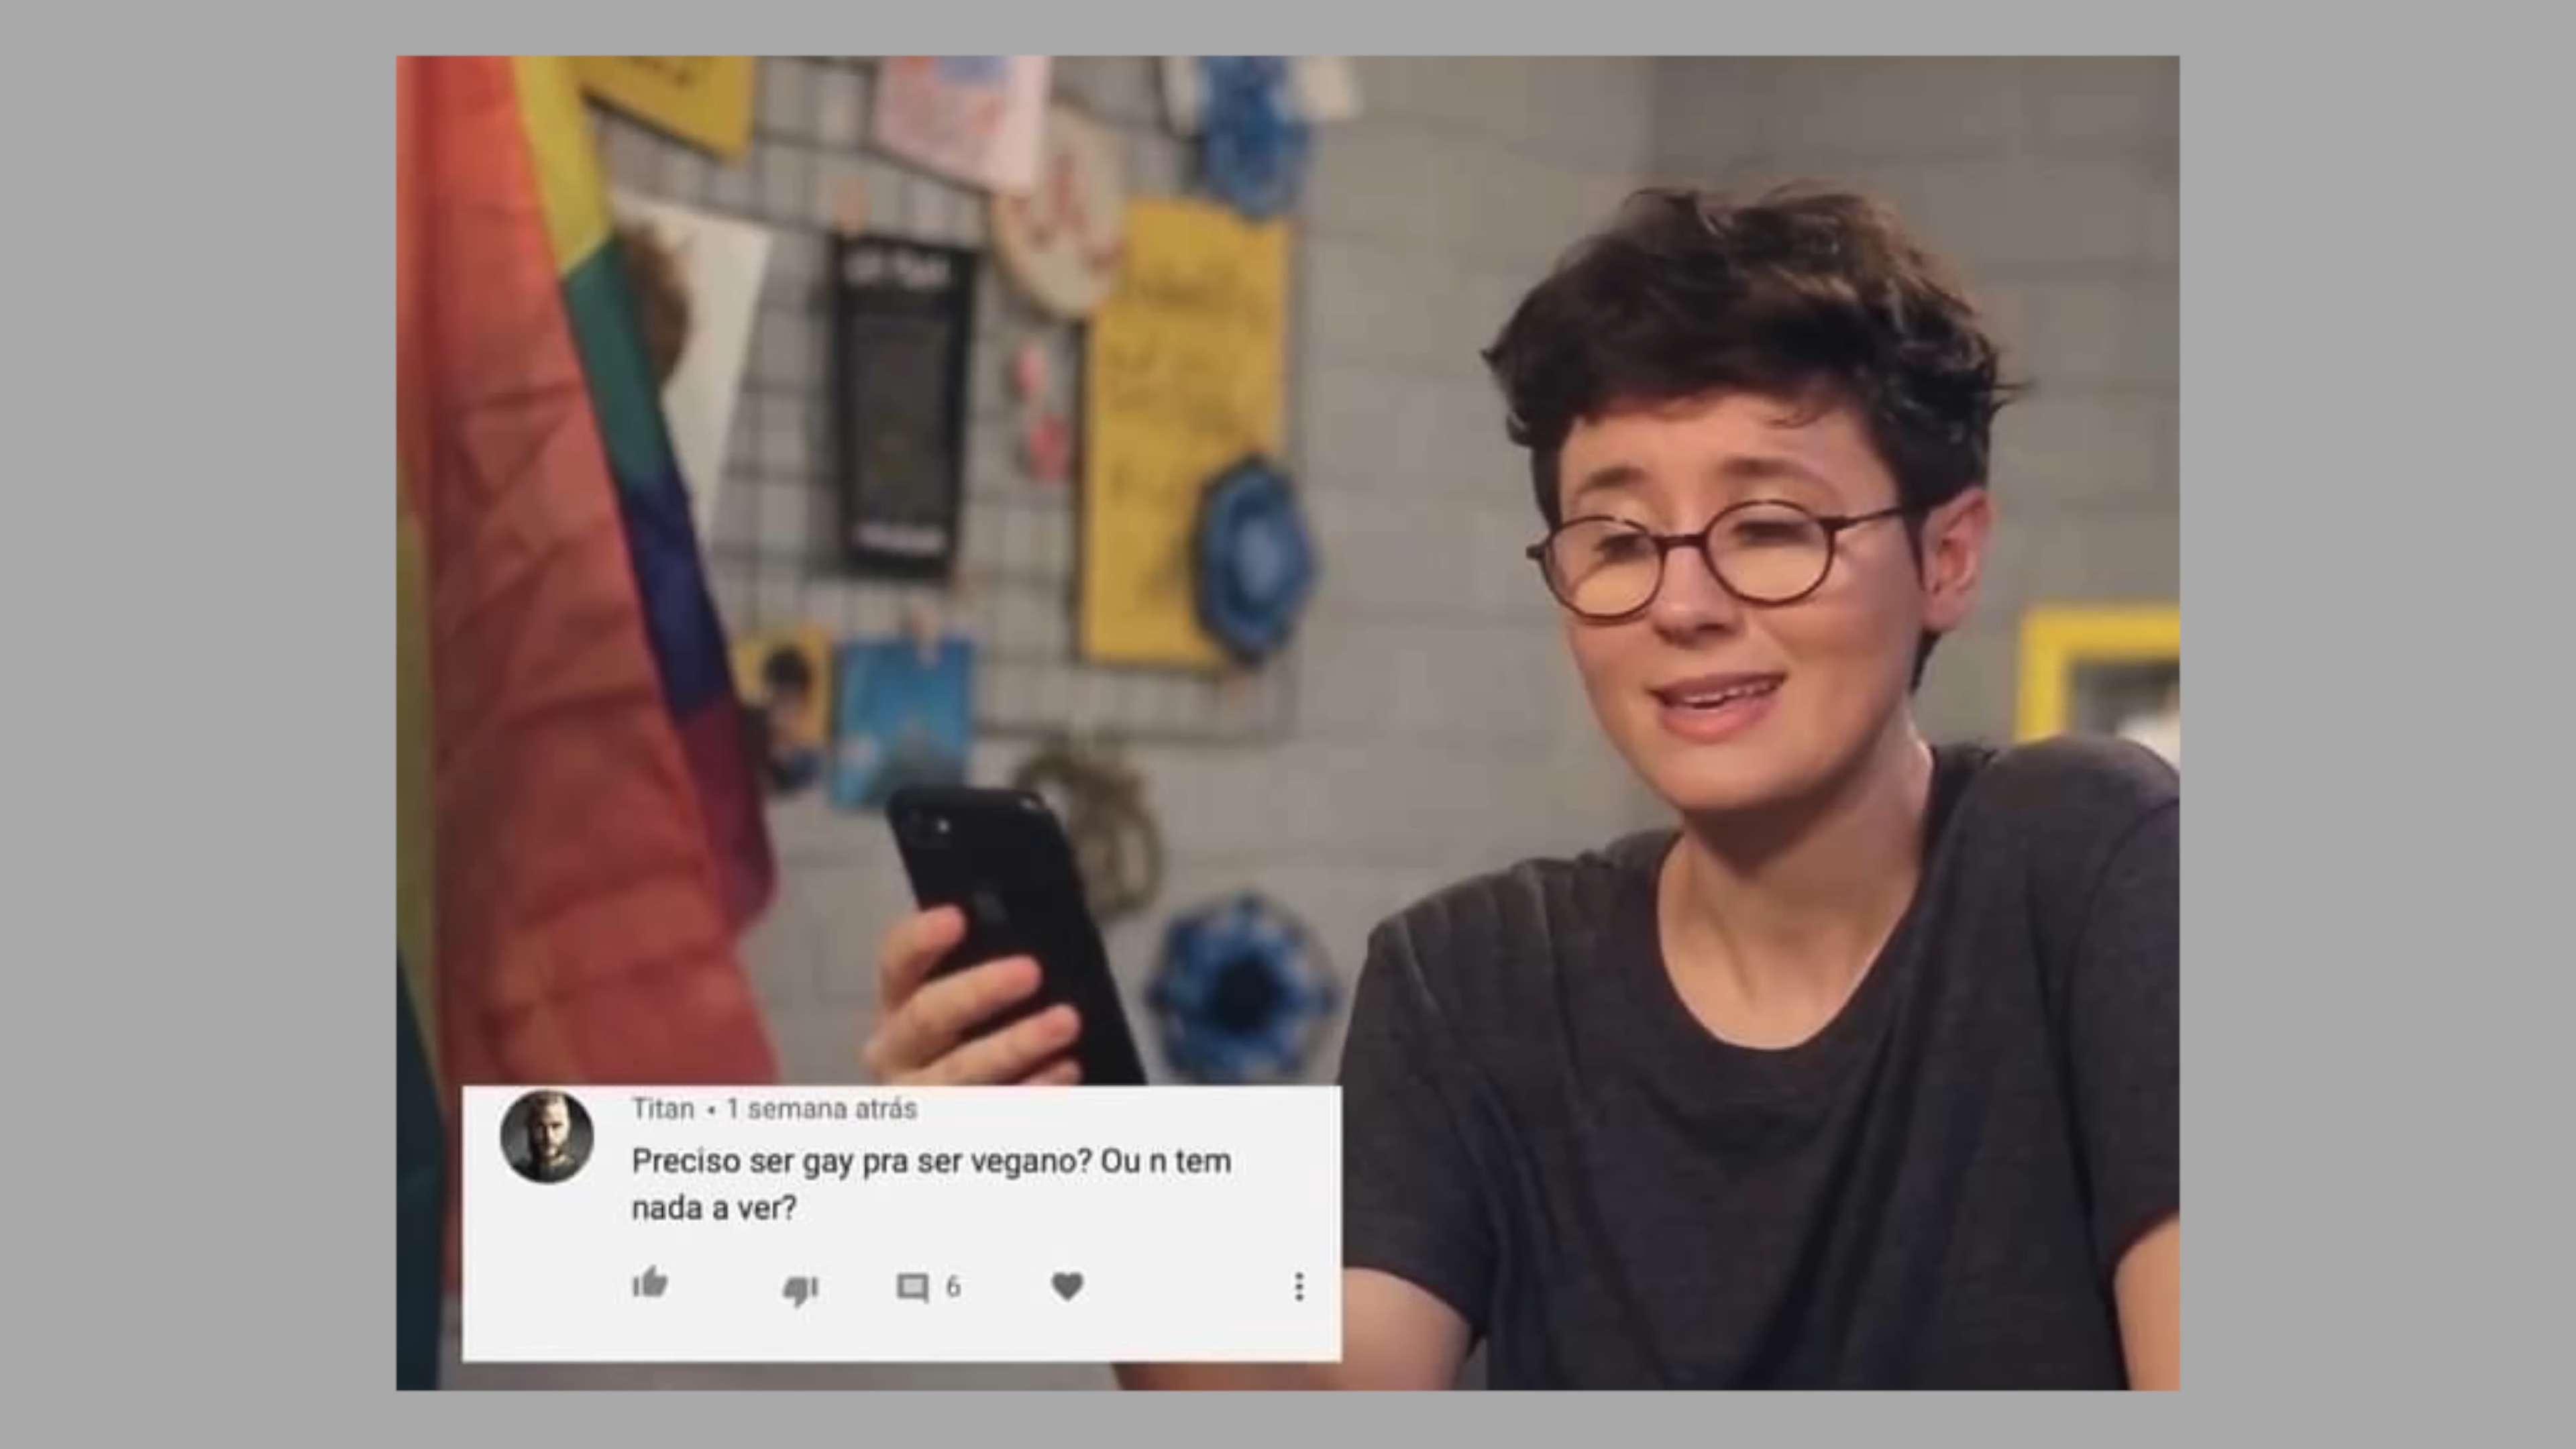 Titan • 1 semana atrás
Preciso ser gay pra ser vegano? Ou n tem
nada a ver?
6